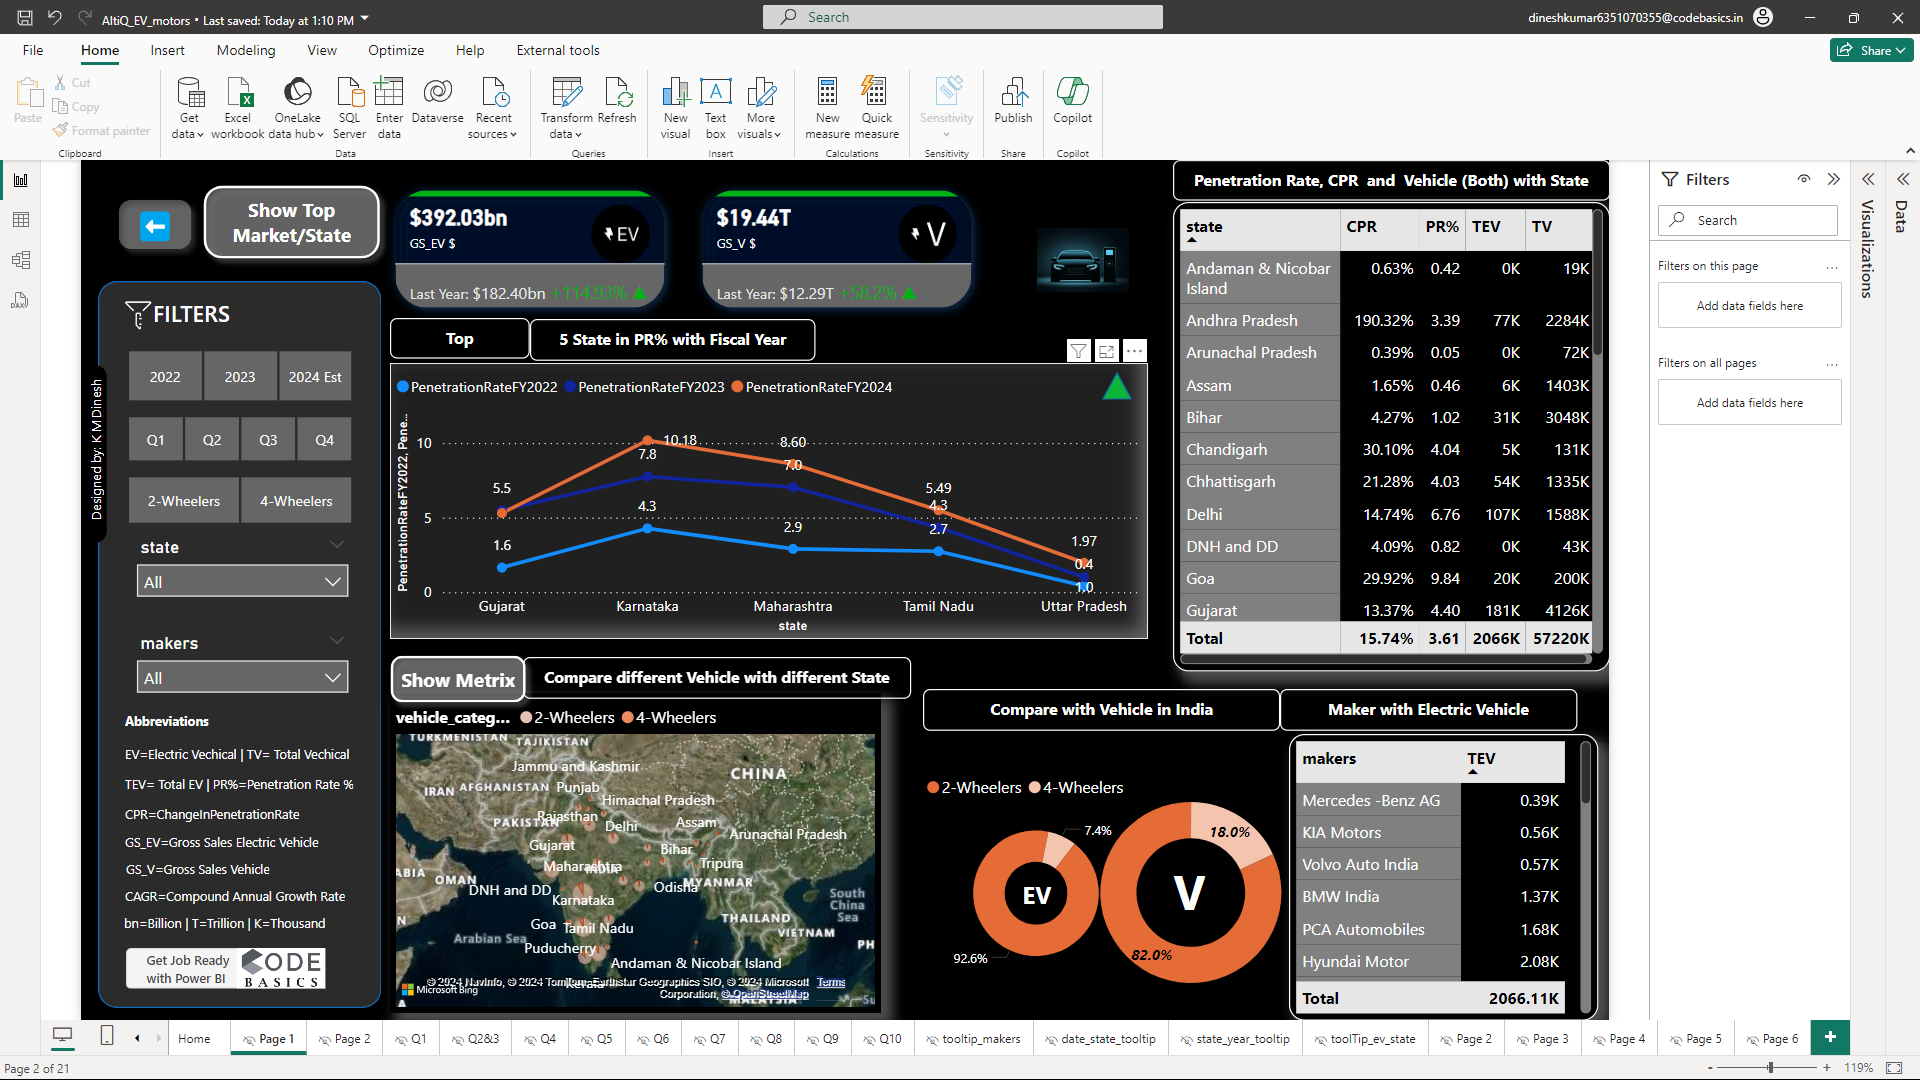 AltiQ_EV_motors • Last saved: Today at 1:10 PM
Search
dineshkumar6351070355@codebasics.in
File Home Insert Modeling View Optimize Help External tools
Share
Paste
Cut
Copy
Format painter
Clipboard
Get data
Excel workbook
OneLake data hub
SQL Server
Enter data
Dataverse
Recent sources
Data
Transform data
Refresh
Queries
New visual
Text box
More visuals
Insert
New measure
Quick measure
Calculations
Sensitivity
Sensitivity
Publish
Share
Copilot
Copilot
Show Top
Market/State
$392.03bn
GS_EV $
EV
Last Year: $182.40bn +114.93%
$19.44T
GS_V $
V
Last Year: $12.29T +58.2%
FILTERS
2022 2023 2024 Est
Q1 Q2 Q3 Q4
2-Wheelers 4-Wheelers
state
All
makers
All
Designed by: K M Dinesh
Abbreviations
EV=Electric Vechical | TV= Total Vechical
TEV= Total EV | PR%=Penetration Rate %
CPR=ChangeInPenetrationRate
GS_EV=Gross Sales Electric Vehicle
GS_V=Gross Sales Vehicle
CAGR=Compound Annual Growth Rate
bn=Billion | T=Trillion | K=Thousand
Get Job Ready
with Power BI
CODE
BASICS
Top
5 State in PR% with Fiscal Year
PenetrationRateFY2022 PenetrationRateFY2023 PenetrationRateFY2024
PenetrationRateFY2022, Pene...
10
5
0
5.5
1.6
10.18
7.8
4.3
8.60
7.0
2.9
5.49
4.3
2.7
1.97
0.4
1.0
Gujarat Karnataka Maharashtra Tamil Nadu Uttar Pradesh
state
Show Metrix
Compare different Vehicle with different State
vehicle_categ... 2-Wheelers 4-Wheelers
TURKMENISTAN TAJIKISTAN
Jammu and Kashmir
CHINA
IRAN AFGHANISTAN Punjab
Himachal Pradesh
PAKISTAN
Rajasthan
Delhi
Assam
Arunachal Pradesh
Gujarat
Bihar
Maharashtra
Tripura
ABIA
OMAN
DNH and DD
Odisha
MYANMAR
Karnataka
South
China
Sea
Goa
Tamil Nadu
THAILAND
VIETNAM
Arabian Sea
Puducherry
PH
Andaman & Nicobar Island
Kerala
Microsoft Bing
© 2024 NavInfo, © 2024 TomTom, Earthstar Geographics SIO, © 2024 Microsoft
Corporation, © OpenStreetMap
Terms
MALAYSIA
Penetration Rate, CPR and Vehicle (Both) with State
state CPR PR% TEV TV
Andaman & Nicobar Island 0.63% 0.42 0K 19K
Andhra Pradesh 190.32% 3.39 77K 2284K
Arunachal Pradesh 0.39% 0.05 0K 72K
Assam 1.65% 0.46 6K 1403K
Bihar 4.27% 1.02 31K 3048K
Chandigarh 30.10% 4.04 5K 131K
Chhattisgarh 21.28% 4.03 54K 1335K
Delhi 14.74% 6.76 107K 1588K
DNH and DD 4.09% 0.82 0K 43K
Goa 29.92% 9.84 20K 200K
Gujarat 13.37% 4.40 181K 4126K
Total 15.74% 3.61 2066K 57220K
Compare with Vehicle in India
2-Wheelers 4-Wheelers
7.4%
EV
92.6%
18.0%
V
82.0%
Maker with Electric Vehicle
makers TEV
Mercedes -Benz AG 0.39K
KIA Motors 0.56K
Volvo Auto India 0.57K
BMW India 1.37K
PCA Automobiles 1.68K
Hyundai Motor 2.08K
Total 2066.11K
Filters
Search
Filters on this page ...
Add data fields here
Filters on all pages ...
Add data fields here
Visualizations
Data
Home Page 1 Page 2 Q1 Q2&3 Q4 Q5 Q6 Q7 Q8 Q9 Q10 tooltip_makers date_state_tooltip state_year_tooltip toolTip_ev_state Page 2 Page 3 Page 4 Page 5 Page 6
Page 2 of 21
- + 119%